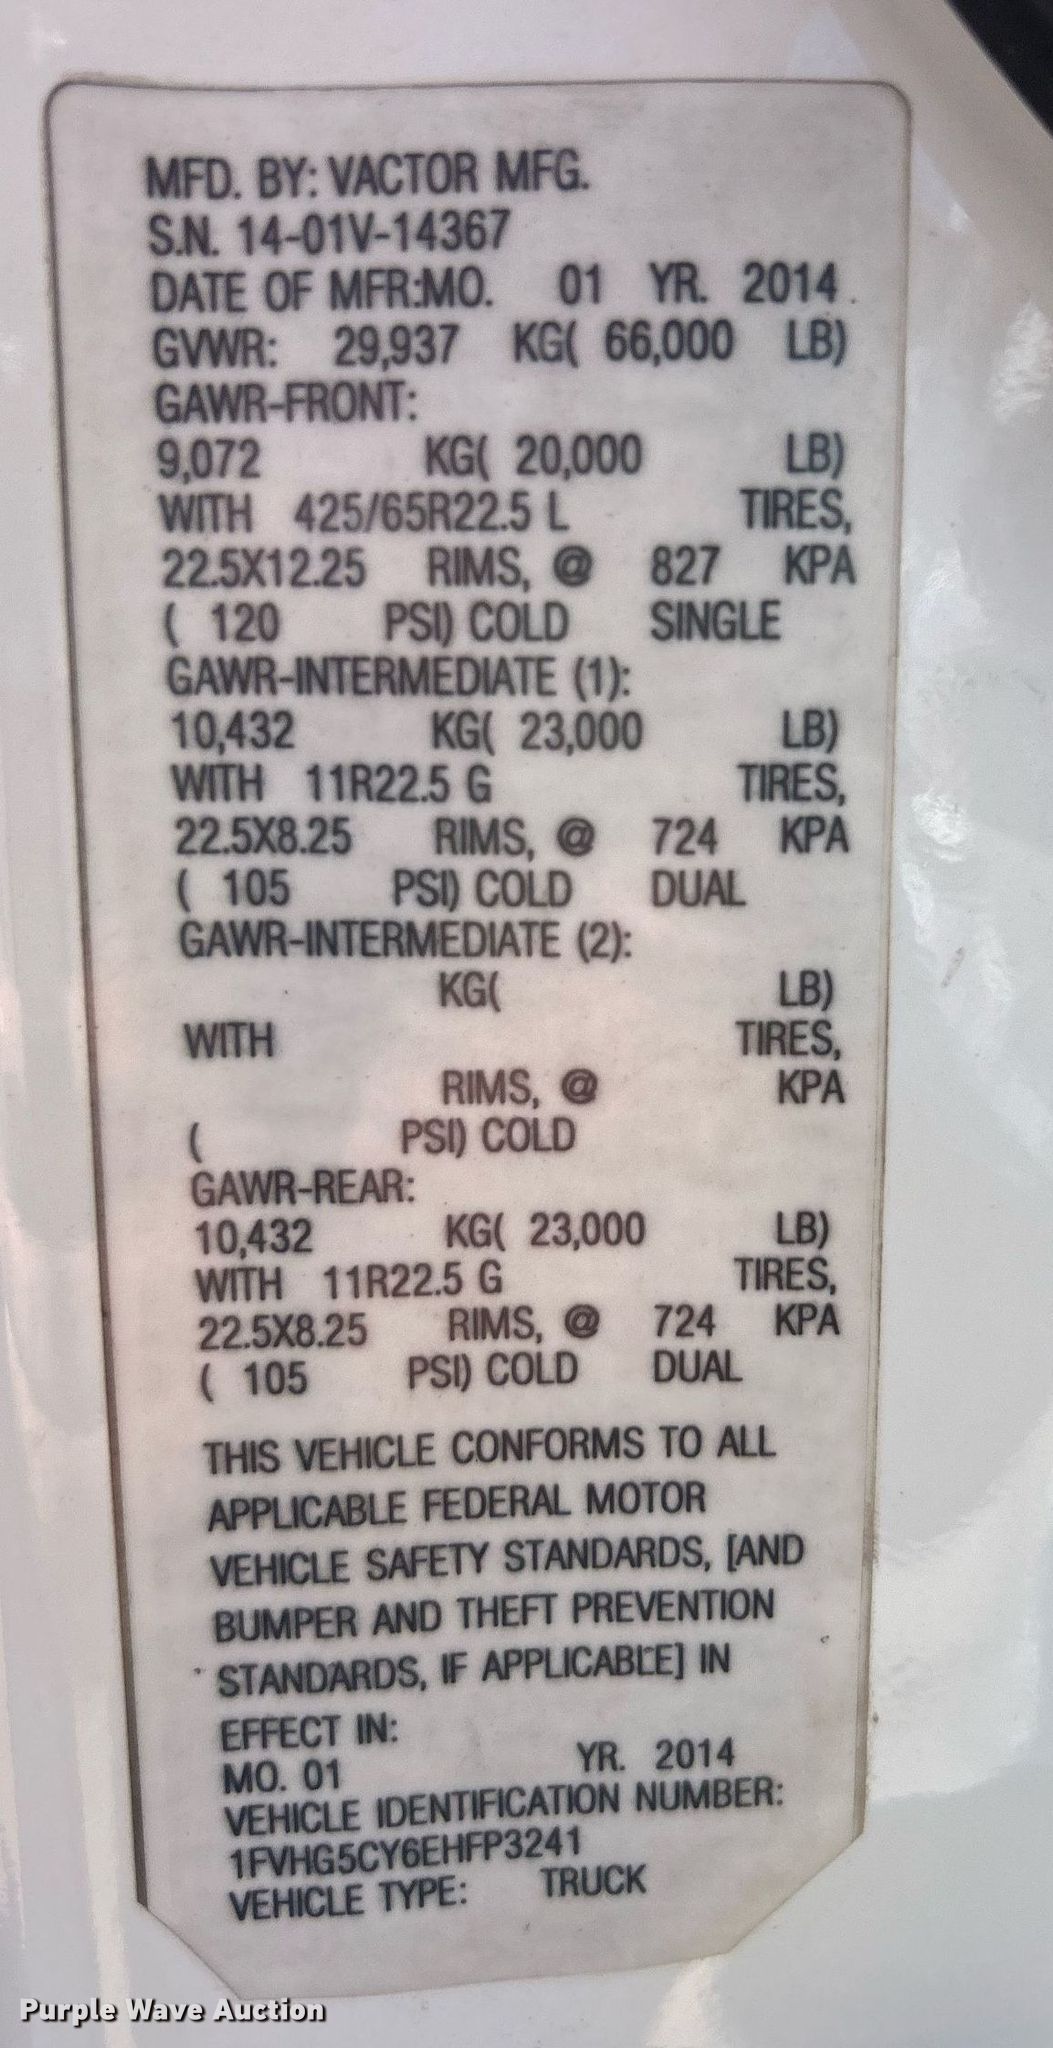 MFD. BY: VACTOR MFG.
S.N. 14-01V-14367
DATE OF MFR:MO. 01 YR. 2014
GVWR: 29,937 KG( 66,000 LB)
GAWR-FRONT:
9,072 KG( 20,000 LB)
WITH 425/65R22.5 L TIRES,
22.5X12.25 RIMS, @ 827 KPA
( 120 PSI) COLD SINGLE
GAWR-INTERMEDIATE (1):
10,432 KG( 23,000 LB)
WITH 11R22.5 G TIRES,
22.5X8.25 RIMS, @ 724 KPA
( 105 PSI) COLD DUAL
GAWR-INTERMEDIATE (2):
KG( LB)
WITH TIRES,
RIMS, @ KPA
( PSI) COLD
GAWR-REAR:
10,432 KG( 23,000 LB)
WITH 11R22.5 G TIRES,
22.5X8.25 RIMS, @ 724 KPA
( 105 PSI) COLD DUAL
THIS VEHICLE CONFORMS TO ALL
APPLICABLE FEDERAL MOTOR
VEHICLE SAFETY STANDARDS, [AND
BUMPER AND THEFT PREVENTION
STANDARDS, IF APPLICABLE] IN
EFFECT IN:
MO. 01 YR. 2014
VEHICLE IDENTIFICATION NUMBER:
1FVHG5CY6EHFP3241
VEHICLE TYPE: TRUCK
Purple Wave Auction